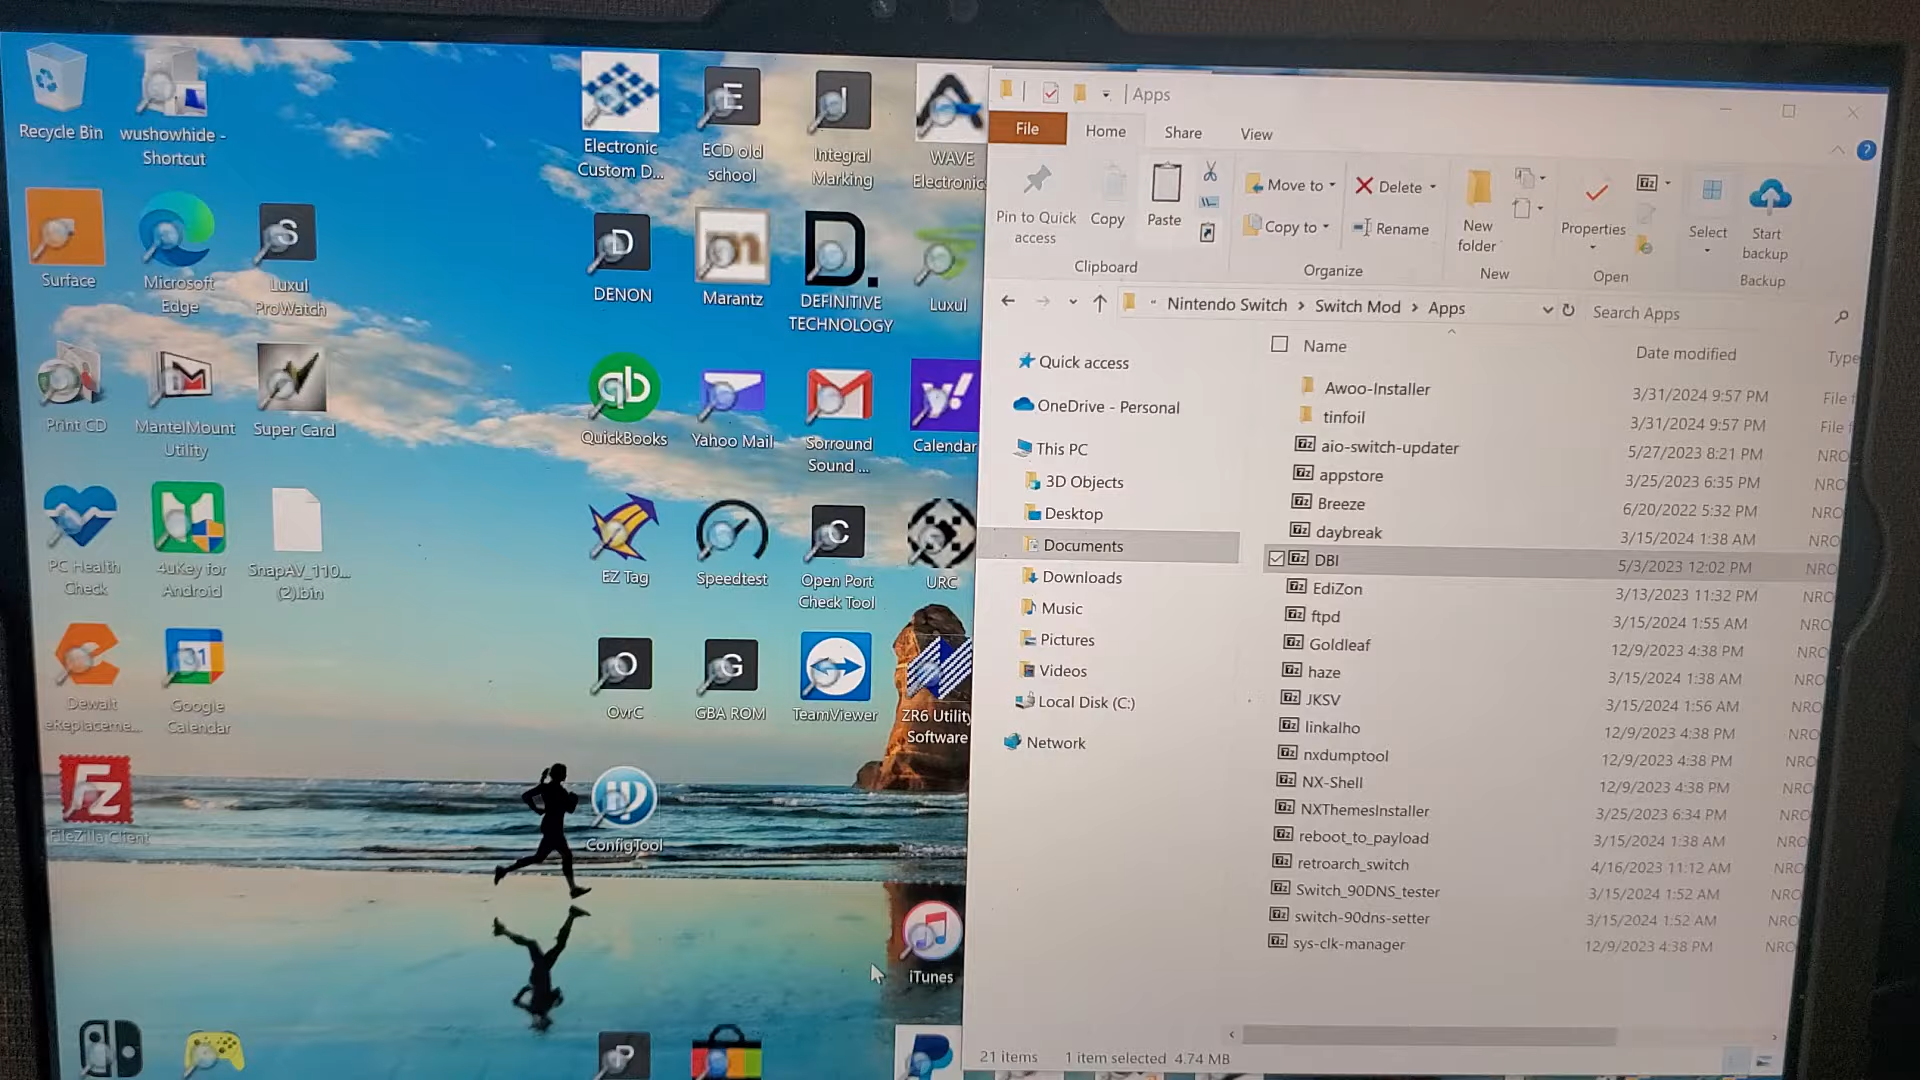 Recycle Bin
wushowhide -
Shortcut
Surface
Microsoft
Edge
S
Luxul
ProWatch
Print CD
MantelMount
Utility
Super Card
PC Health
Check
4uKey for
Android
SnapAV_110...
(2).bin
Dewalt
eReplaceme...
31
Google
Calendar
FZ
FileZilla Client
Electronic
Custom D...
E
ECD old
school
J
Integral
Marking
WAVE
Electronic
D
DENON
m
Marantz
D.
DEFINITIVE
TECHNOLOGY
Luxul
qb
QuickBooks
Yahoo Mail
Sorround
Sound ...
y!
Calendar
EZ Tag
Speedtest
C
Open Port
Check Tool
URC
O
OvrC
G
GBA ROM
TeamViewer
ZR6 Utility
Software
ConfigTool
iTunes
P
Apps
File
Home
Share
View
Pin to Quick
access
Copy
Paste
Clipboard
Move to
Copy to
Delete
Rename
Organize
New
folder
New
Properties
Open
Select
Start
backup
Backup
Nintendo Switch > Switch Mod > Apps
Search Apps
Quick access
OneDrive - Personal
This PC
3D Objects
Desktop
Documents
Downloads
Music
Pictures
Videos
Local Disk (C:)
Network
Name Date modified Type
Awoo-Installer 3/31/2024 9:57 PM File f
tinfoil 3/31/2024 9:57 PM File f
aio-switch-updater 5/27/2023 8:21 PM NRO
appstore 3/25/2023 6:35 PM NRO
Breeze 6/20/2022 5:32 PM NRO
daybreak 3/15/2024 1:38 AM NRO
DBI 5/3/2023 12:02 PM NRO
EdiZon 3/13/2023 11:32 PM NRO
ftpd 3/15/2024 1:55 AM NRO
Goldleaf 12/9/2023 4:38 PM NRO
haze 3/15/2024 1:38 AM NRO
JKSV 3/15/2024 1:56 AM NRO
linkalho 12/9/2023 4:38 PM NRO
nxdumptool 12/9/2023 4:38 PM NRO
NX-Shell 12/9/2023 4:38 PM NRO
NXThemesInstaller 3/25/2023 6:34 PM NRO
reboot_to_payload 3/15/2024 1:38 AM NRO
retroarch_switch 4/16/2023 11:12 AM NRO
Switch_90DNS_tester 3/15/2024 1:52 AM NRO
switch-90dns-setter 3/15/2024 1:52 AM NRO
sys-clk-manager 12/9/2023 4:38 PM NRO
21 items 1 item selected 4.74 MB